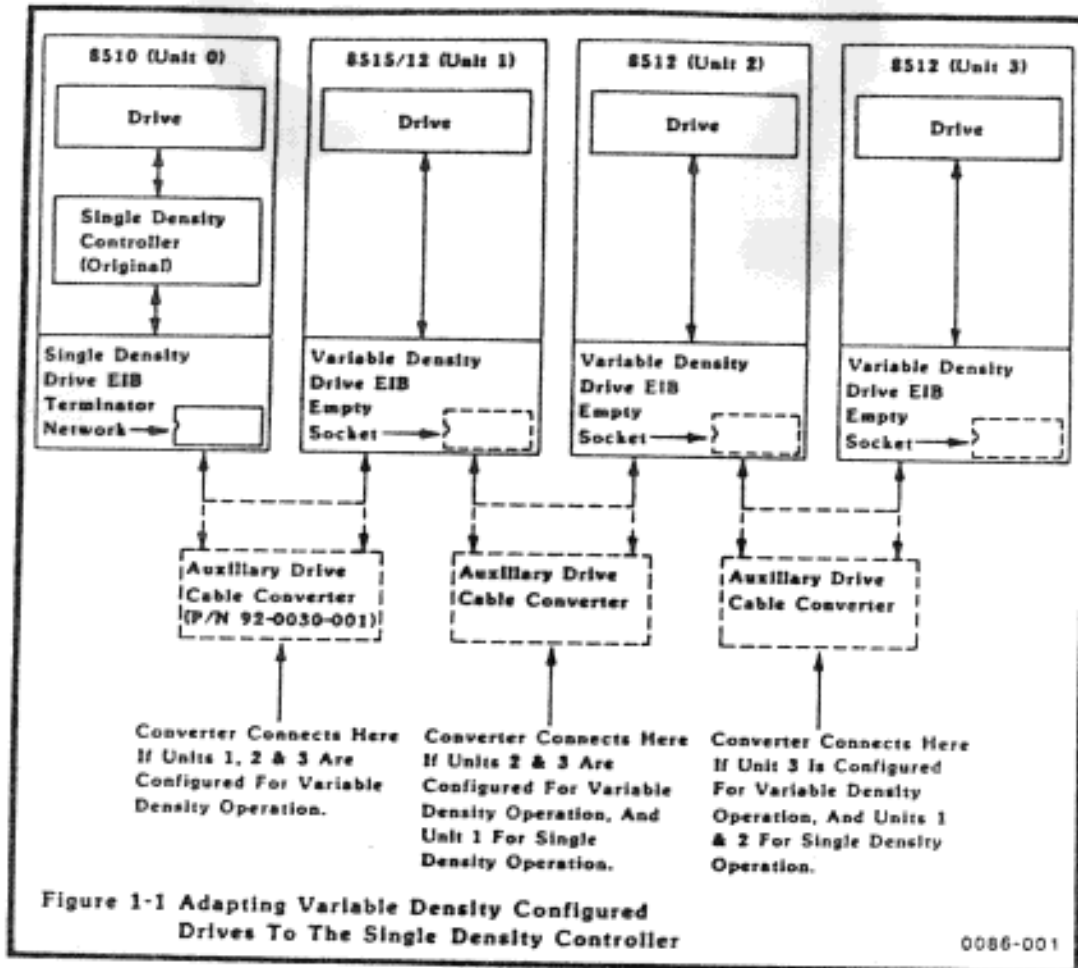 8510 (Unit 0)
Drive
Single Density
Controller
(Original)
Single Density
Drive EIB
Terminator
Network
8515/12 (Unit 1)
Drive
Variable Density
Drive EIB
Empty
Socket
8512 (Unit 2)
Drive
Variable Density
Drive EIB
Empty
Socket
8512 (Unit 3)
Drive
Variable Density
Drive EIB
Empty
Socket
Auxiliary Drive
Cable Converter
(P/N 92-0030-001)
Auxiliary Drive
Cable Converter
Auxiliary Drive
Cable Converter
Converter Connects Here
If Units 1, 2 & 3 Are
Configured For Variable
Density Operation.
Converter Connects Here
If Units 2 & 3 Are
Configured For Variable
Density Operation, And
Unit 1 For Single
Density Operation.
Converter Connects Here
If Unit 3 Is Configured
For Variable Density
Operation, And Units 1
& 2 For Single Density
Operation.
Figure 1-1 Adapting Variable Density Configured
Drives To The Single Density Controller
0086-001